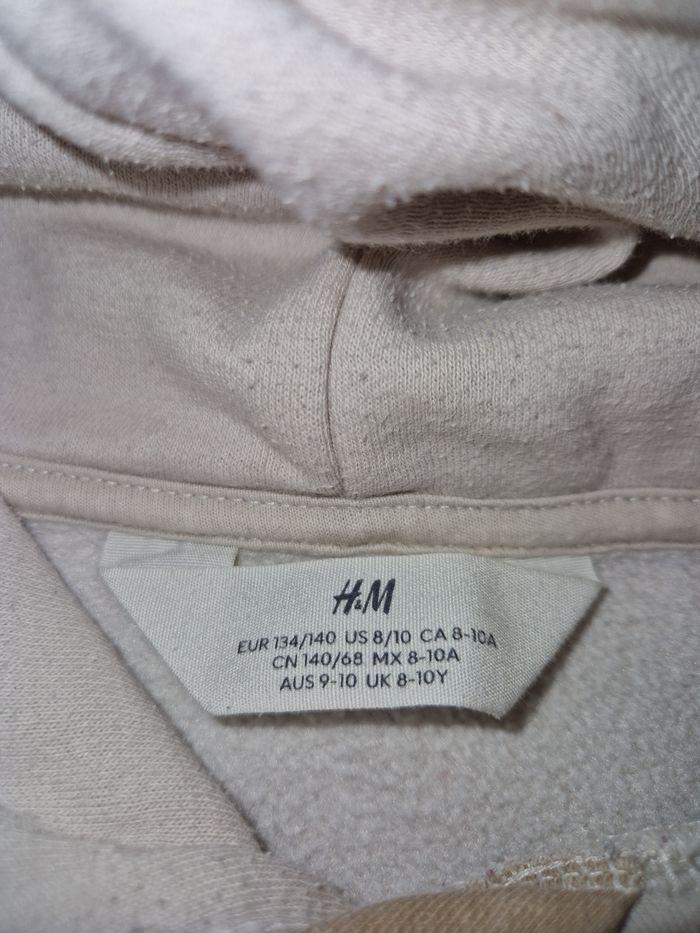 H&M
EUR 134/140 US 8/10 CA 8-10A
CN 140/68 MX 8-10A
AUS 9-10 UK 8-10Y